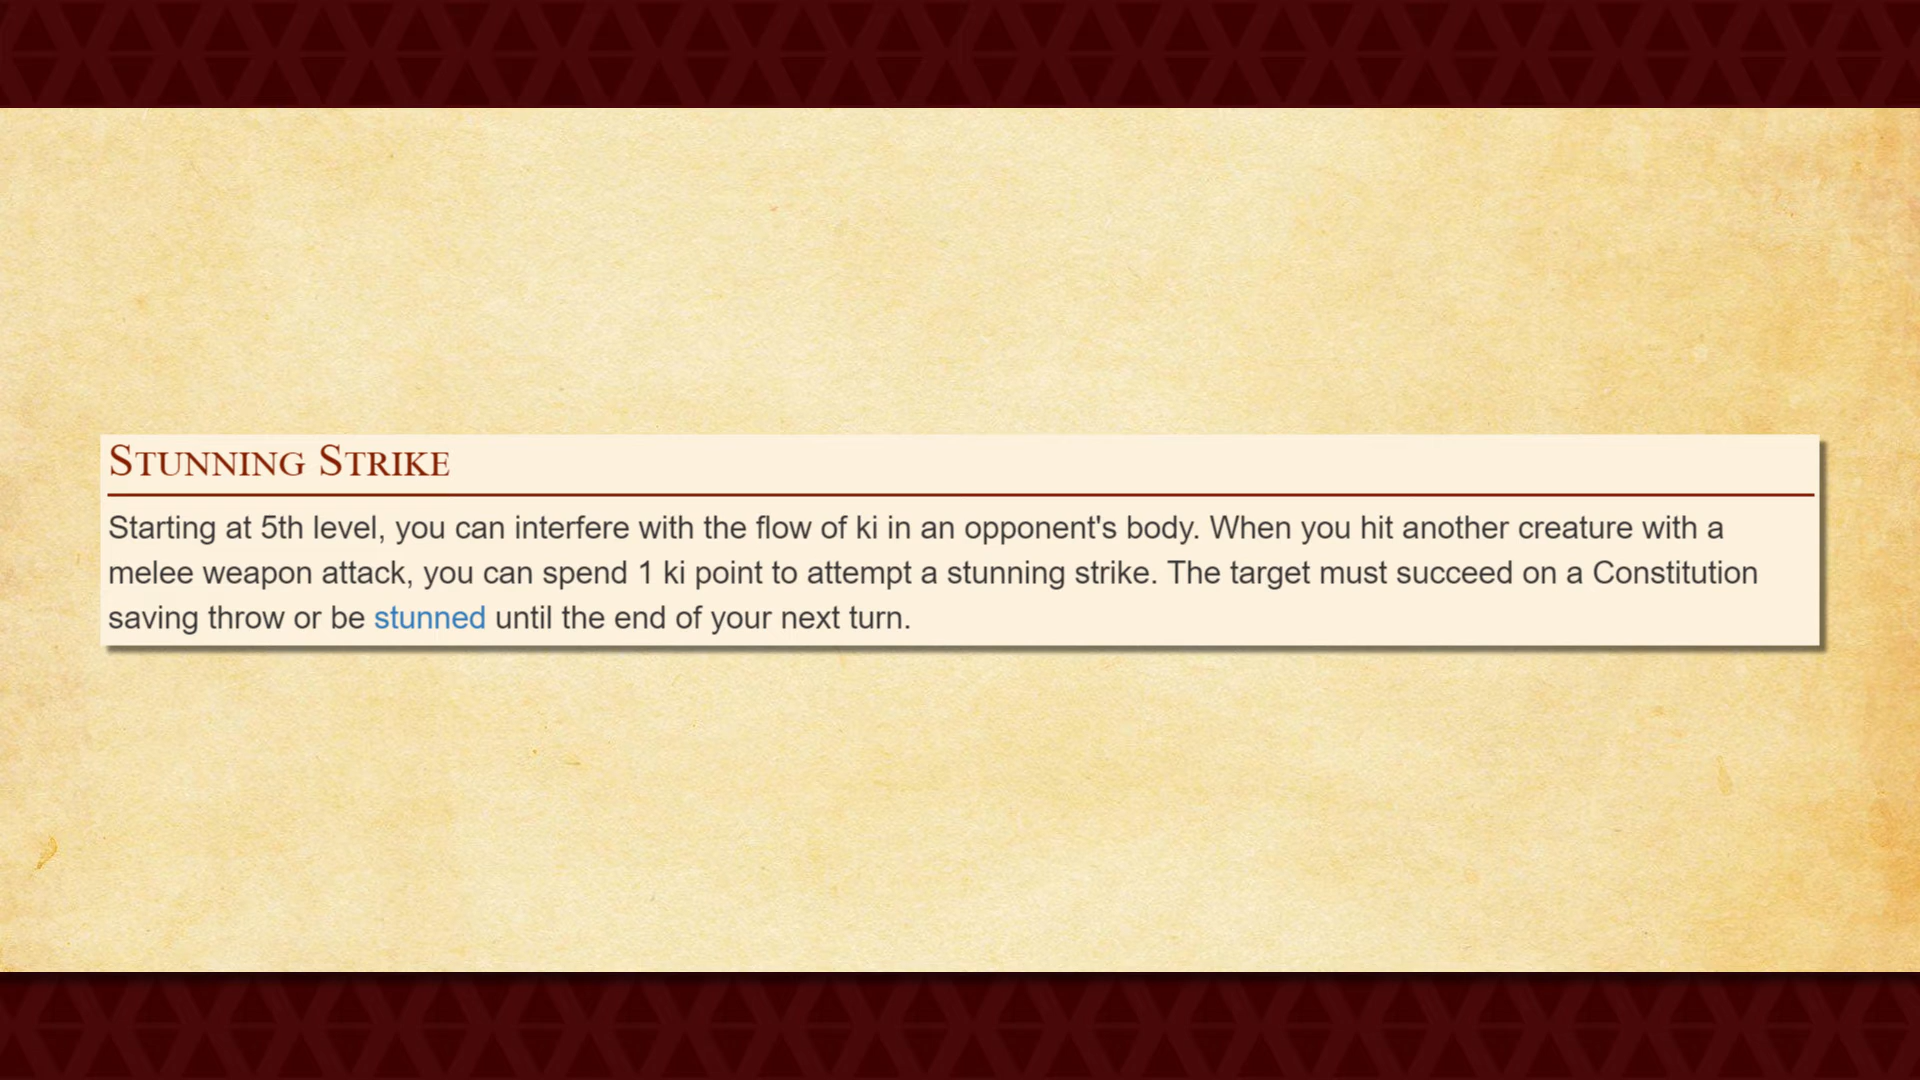 Stunning Strike
Starting at 5th level, you can interfere with the flow of ki in an opponent's body. When you hit another creature with a
melee weapon attack, you can spend 1 ki point to attempt a stunning strike. The target must succeed on a Constitution
saving throw or be stunned until the end of your next turn.